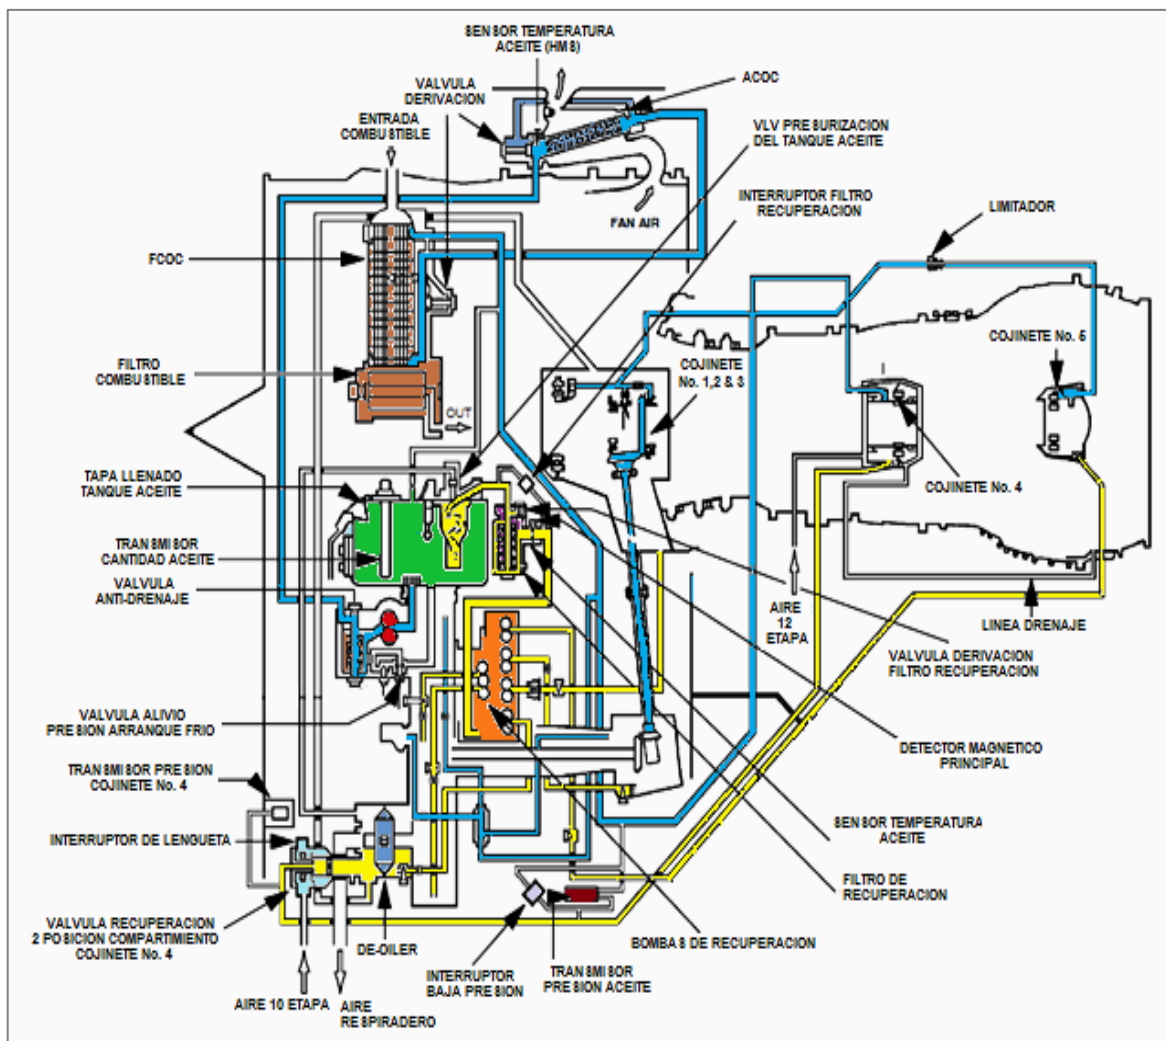 SENSOR TEMPERATURA
ACEITE (HMS)
VALVULA
DERIVACION
ACOC
ENTRADA
COMBUSTIBLE
VLV PRESURIZACION
DEL TANQUE ACEITE
INTERRUPTOR FILTRO
RECUPERACION
LIMITADOR
FAN AIR
FCOC
COJINETE No. 5
COJINETE
No. 1,2 & 3
FILTRO
COMBUSTIBLE
OUT
TAPA LLENADO
TANQUE ACEITE
COJINETE No. 4
TRANSMISOR
CANTIDAD ACEITE
VALVULA
ANTI-DRENAJE
AIRE
12
ETAPA
LINEA DRENAJE
VALVULA DERIVACION
FILTRO RECUPERACION
VALVULA ALIVIO
PRESION ARRANQUE FRIO
DETECTOR MAGNETICO
PRINCIPAL
TRANSMISOR PRESION
COJINETE No. 4
SENSOR TEMPERATURA
ACEITE
INTERRUPTOR DE LENGUETA
FILTRO DE
RECUPERACION
VALVULA RECUPERACION
2 POSICION COMPARTIMIENTO
COJINETE No. 4
DE-OILER
BOMBAS DE RECUPERACION
INTERRUPTOR
BAJA PRESION
TRANSMISOR
PRESION ACEITE
AIRE 10 ETAPA
AIRE
RESPIRADERO